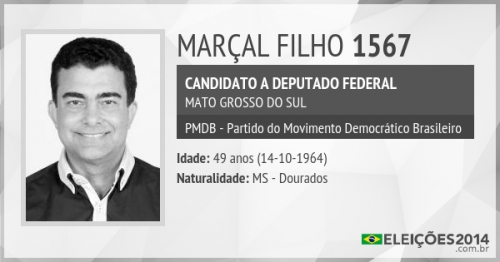 MARÇAL FILHO 1567
CANDIDATO A DEPUTADO FEDERAL
MATO GROSSO DO SUL
PMDB - Partido do Movimento Democrático Brasileiro
Idade: 49 anos (14-10-1964)
Naturalidade: MS - Dourados
ELEIÇÕES2014
.com.br